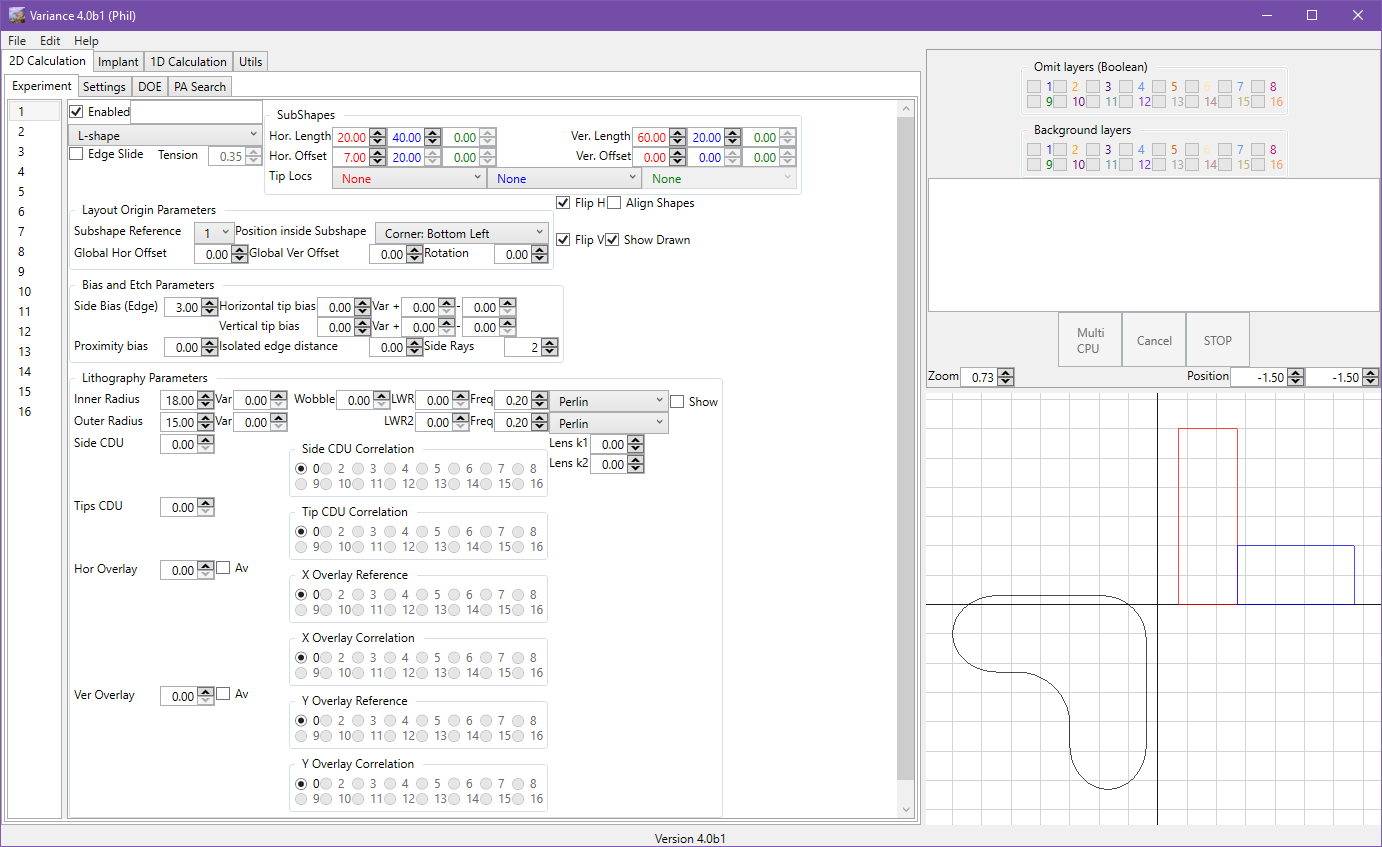 Variance 4.0b1 (Phil)
File Edit Help
2D Calculation Implant 1D Calculation Utils
Experiment Settings DOE PA Search
1
2
3
4
5
6
7
8
9
10
11
12
13
14
15
16
Enabled
L-shape
Edge Slide Tension 0.35
SubShapes
Hor. Length 20.00 40.00 0.00 Ver. Length 60.00 20.00 0.00
Hor. Offset 7.00 20.00 0.00 Ver. Offset 0.00 0.00 0.00
Tip Locs None None None
Flip H Align Shapes
Flip V Show Drawn
Layout Origin Parameters
Subshape Reference 1 Position inside Subshape Corner: Bottom Left
Global Hor Offset 0.00 Global Ver Offset 0.00 Rotation 0.00
Bias and Etch Parameters
Side Bias (Edge) 3.00 Horizontal tip bias 0.00 Var + 0.00 - 0.00
Vertical tip bias 0.00 Var + 0.00 - 0.00
Proximity bias 0.00 Isolated edge distance 0.00 Side Rays 2
Lithography Parameters
Inner Radius 18.00 Var 0.00 Wobble 0.00 LWR 0.00 Freq 0.20 Perlin Show
Outer Radius 15.00 Var 0.00 LWR2 0.00 Freq 0.20 Perlin
Side CDU 0.00 Lens k1 0.00
Lens k2 0.00
Side CDU Correlation
0 2 3 4 5 6 7 8
9 10 11 12 13 14 15 16
Tips CDU 0.00
Tip CDU Correlation
0 2 3 4 5 6 7 8
9 10 11 12 13 14 15 16
Hor Overlay 0.00 Av
X Overlay Reference
0 2 3 4 5 6 7 8
9 10 11 12 13 14 15 16
X Overlay Correlation
0 2 3 4 5 6 7 8
9 10 11 12 13 14 15 16
Ver Overlay 0.00 Av
Y Overlay Reference
0 2 3 4 5 6 7 8
9 10 11 12 13 14 15 16
Y Overlay Correlation
0 2 3 4 5 6 7 8
9 10 11 12 13 14 15 16
Omit layers (Boolean)
1 2 3 4 5 6 7 8
9 10 11 12 13 14 15 16
Background layers
1 2 3 4 5 6 7 8
9 10 11 12 13 14 15 16
Multi
CPU
Cancel STOP
Zoom 0.73 Position -1.50 -1.50
Version 4.0b1